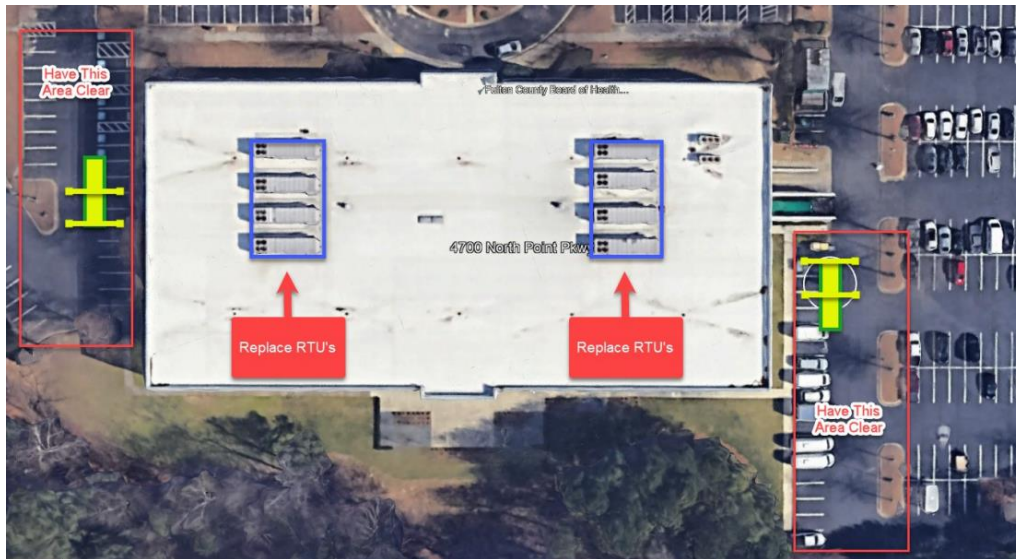 Have This
Area Clear
Fulton County Board of Health...
4700 North Point Pkwy
Replace RTU's
Replace RTU's
Have This
Area Clear